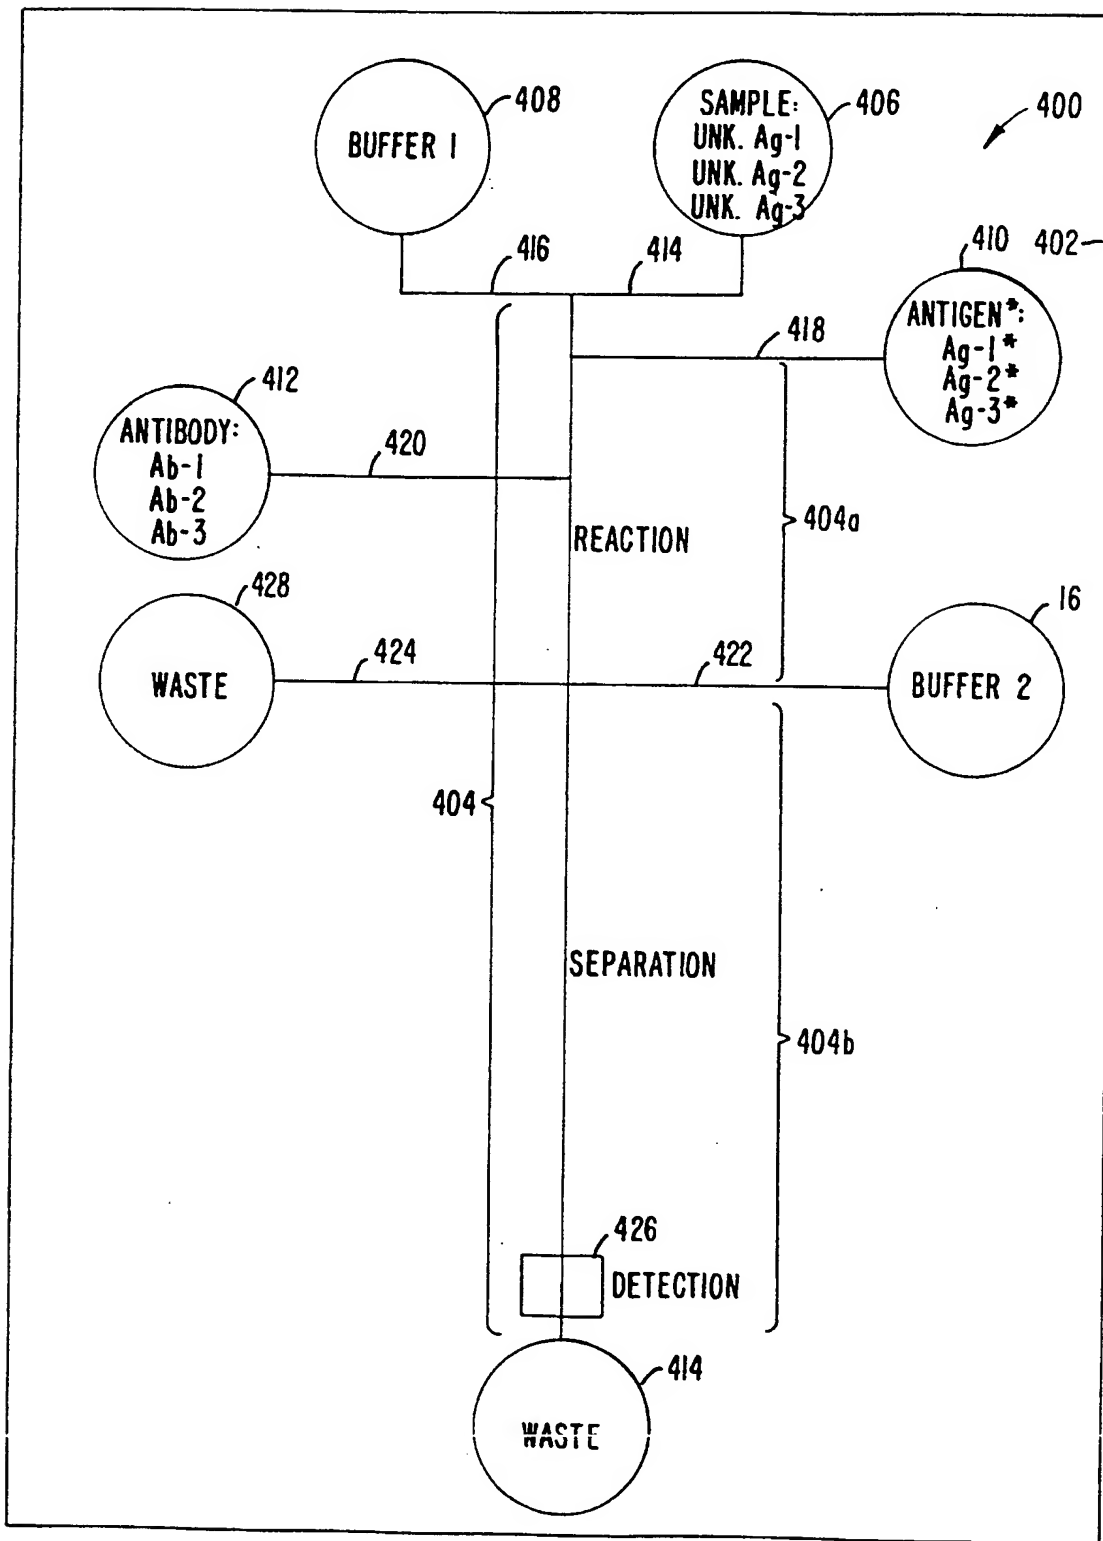 408
BUFFER 1
SAMPLE:
UNK. Ag-1
UNK. Ag-2
UNK. Ag-3
406
400
416
414
410
402
ANTIGEN*:
Ag-1*
Ag-2*
Ag-3*
418
412
ANTIBODY:
Ab-1
Ab-2
Ab-3
420
REACTION
404a
428
WASTE
424
422
16
BUFFER 2
404
SEPARATION
404b
426
DETECTION
414
WASTE